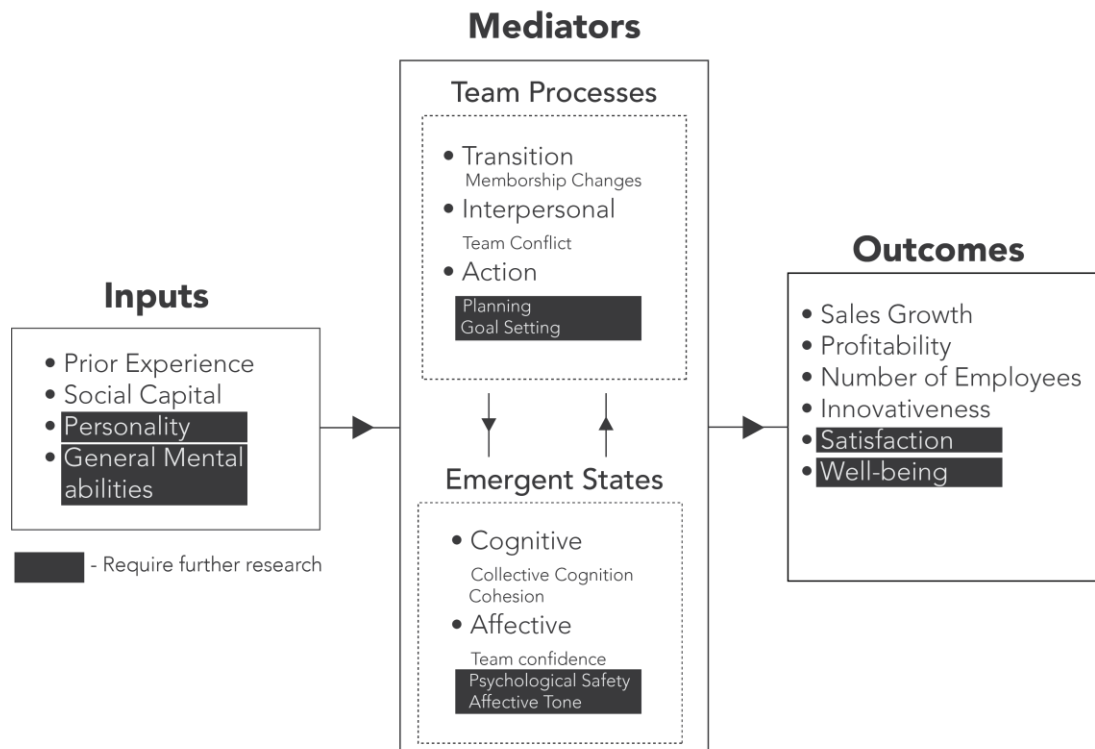 Mediators
Team Processes
• Transition
Memborship Changes
• Interpersonal
Team Conflict
• Action
Planning
Goal Setting
Inputs
• Prior Experience
• Social Capital
• Personality
• General Mental
abilities
- Require further research
Emergent States
• Cognitive
Collective Cognition
Cohesion
• Affective
Team confidence
Psychological Safety
Affective Tone
Outcomes
• Sales Growth
• Profitability
• Number of Employees
• Innovativeness
• Satisfaction
• Well-being